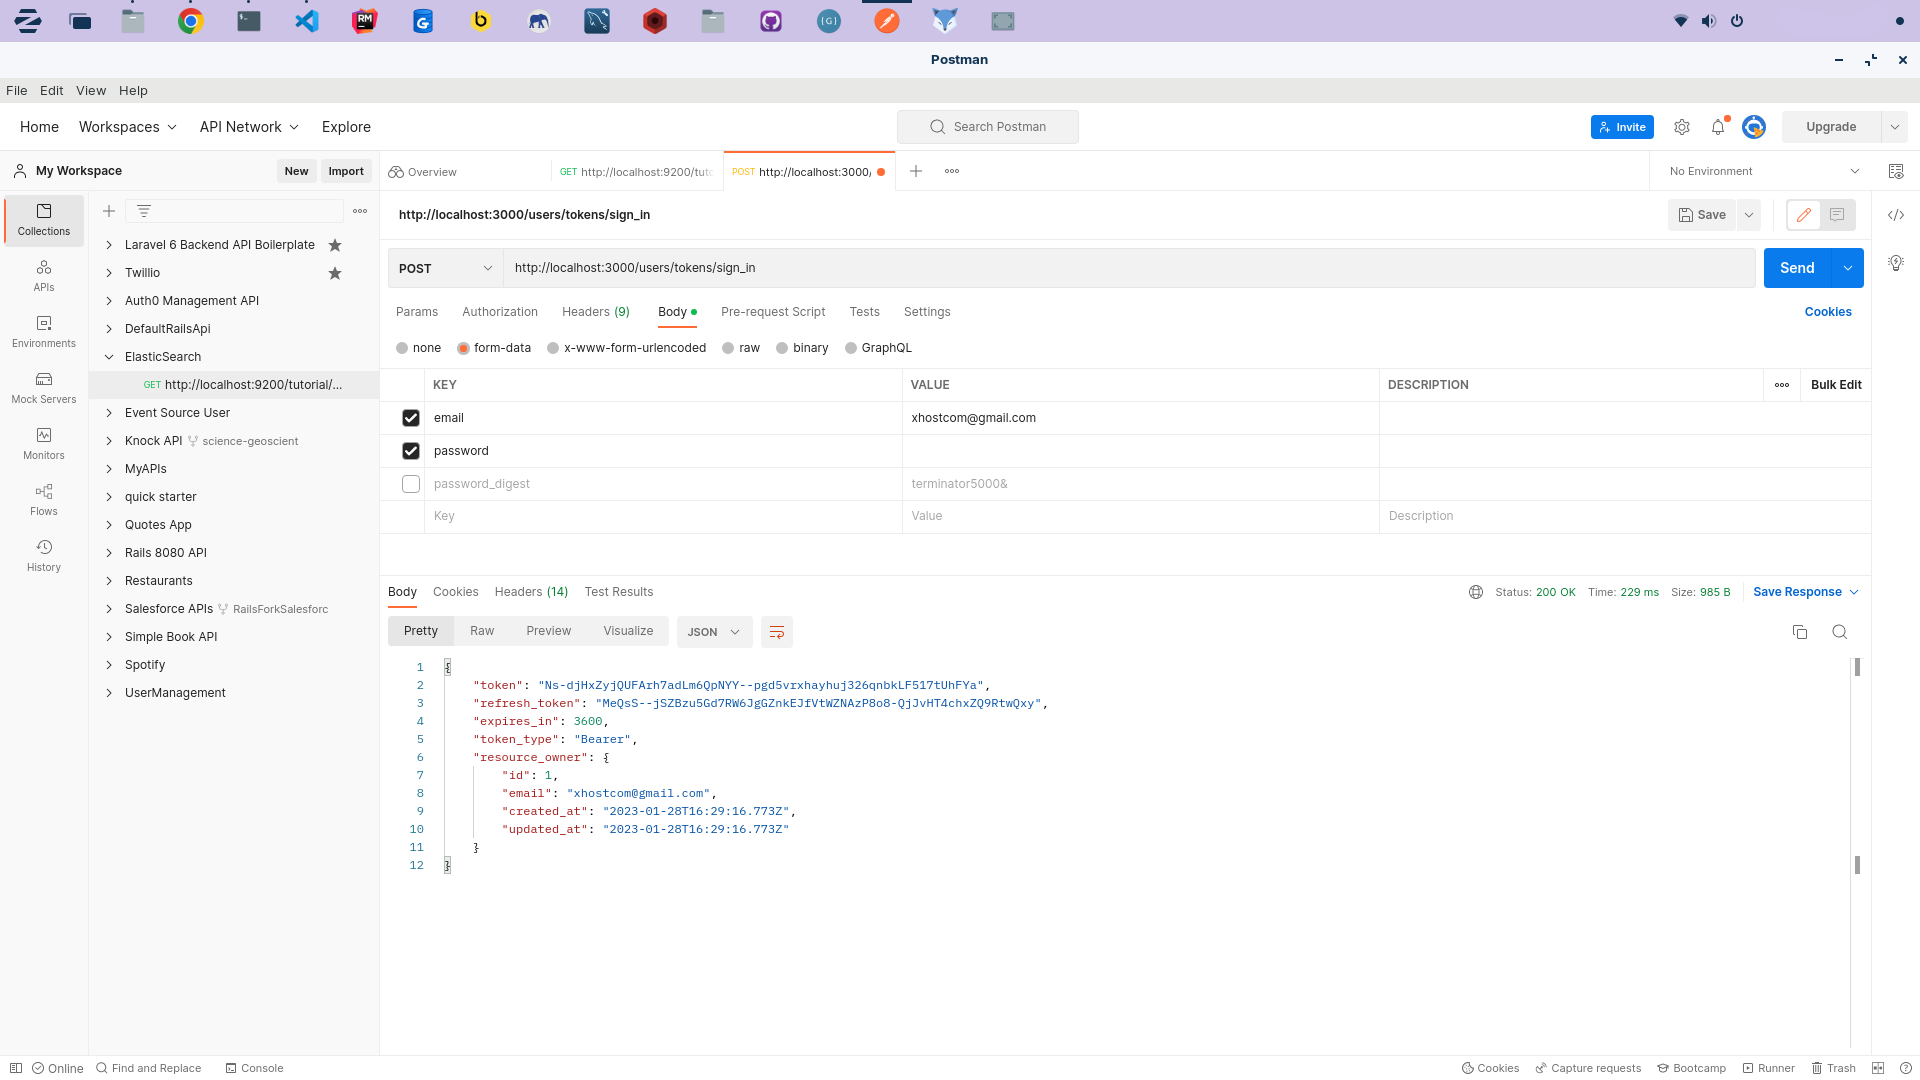 Postman
File Edit View Help
Home Workspaces API Network Explore Search Postman Invite Upgrade
My Workspace New Import Overview GET http://localhost:9200/tuto POST http://localhost:3000/ No Environment
Collections
APIs
Environments
Mock Servers
Monitors
Flows
History
Laravel 6 Backend API Boilerplate
Twillio
Auth0 Management API
DefaultRailsApi
ElasticSearch
GET http://localhost:9200/tutorial/...
Event Source User
Knock API science-geoscient
MyAPIs
quick starter
Quotes App
Rails 8080 API
Restaurants
Salesforce APIs RailsForkSalesforc
Simple Book API
Spotify
UserManagement
http://localhost:3000/users/tokens/sign_in Save
POST http://localhost:3000/users/tokens/sign_in Send
Params Authorization Headers (9) Body Pre-request Script Tests Settings Cookies
none form-data x-www-form-urlencoded raw binary GraphQL
KEY VALUE DESCRIPTION Bulk Edit
email xhostcom@gmail.com
password
password_digest terminator5000&
Key Value Description
Body Cookies Headers (14) Test Results Status: 200 OK Time: 229 ms Size: 985 B Save Response
Pretty Raw Preview Visualize JSON
1 {
2 "token": "Ns-djHxZyjQUFArh7adLm6QpNYY--pgd5vrxhayhuj326qnbkLF517tUhFYa",
3 "refresh_token": "MeQsS--jSZBzu5Gd7RW6JgGZnkEJfVtWZNAzP8o8-QjJvHT4chxZQ9RtwQxy",
4 "expires_in": 3600,
5 "token_type": "Bearer",
6 "resource_owner": {
7 "id": 1,
8 "email": "xhostcom@gmail.com",
9 "created_at": "2023-01-28T16:29:16.773Z",
10 "updated_at": "2023-01-28T16:29:16.773Z"
11 }
12 }
Online Find and Replace Console Cookies Capture requests Bootcamp Runner Trash